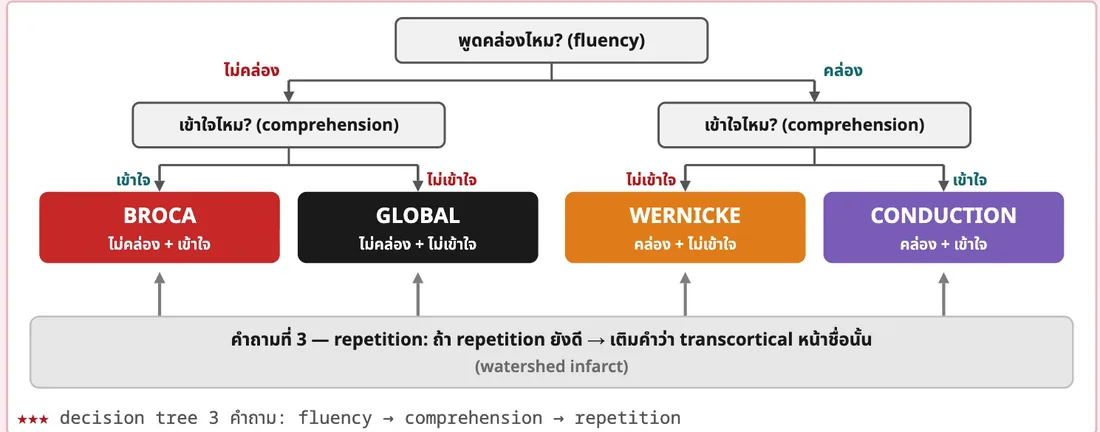 พูดคล่องไหม? (fluency)
ไม่คล่อง
คล่อง
เข้าใจไหม? (comprehension)
เข้าใจไหม? (comprehension)
เข้าใจ
ไม่เข้าใจ
ไม่เข้าใจ
เข้าใจ
BROCA
ไม่คล่อง + เข้าใจ
GLOBAL
ไม่คล่อง + ไม่เข้าใจ
WERNICKE
คล่อง + ไม่เข้าใจ
CONDUCTION
คล่อง + เข้าใจ
คำถามที่ 3 — repetition: ถ้า repetition ยังดี → เติมคำว่า transcortical หน้าชื่อนั้น
(watershed infarct)
★★★ decision tree 3 คำถาม: fluency → comprehension → repetition